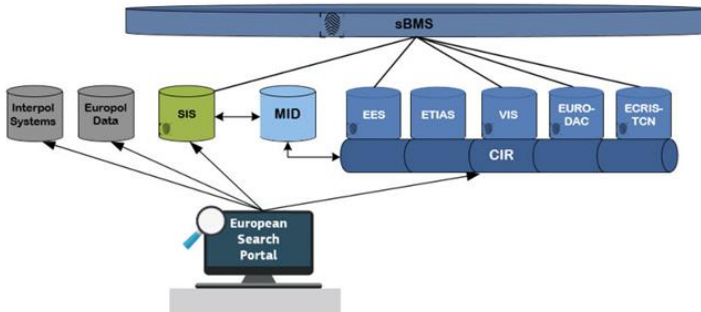 sBMS
Interpol
Systems
Europol
Data
SIS
MID
EES
ETIAS
VIS
EURO-
DAC
ECRIS-
TCN
CIR
European
Search
Portal